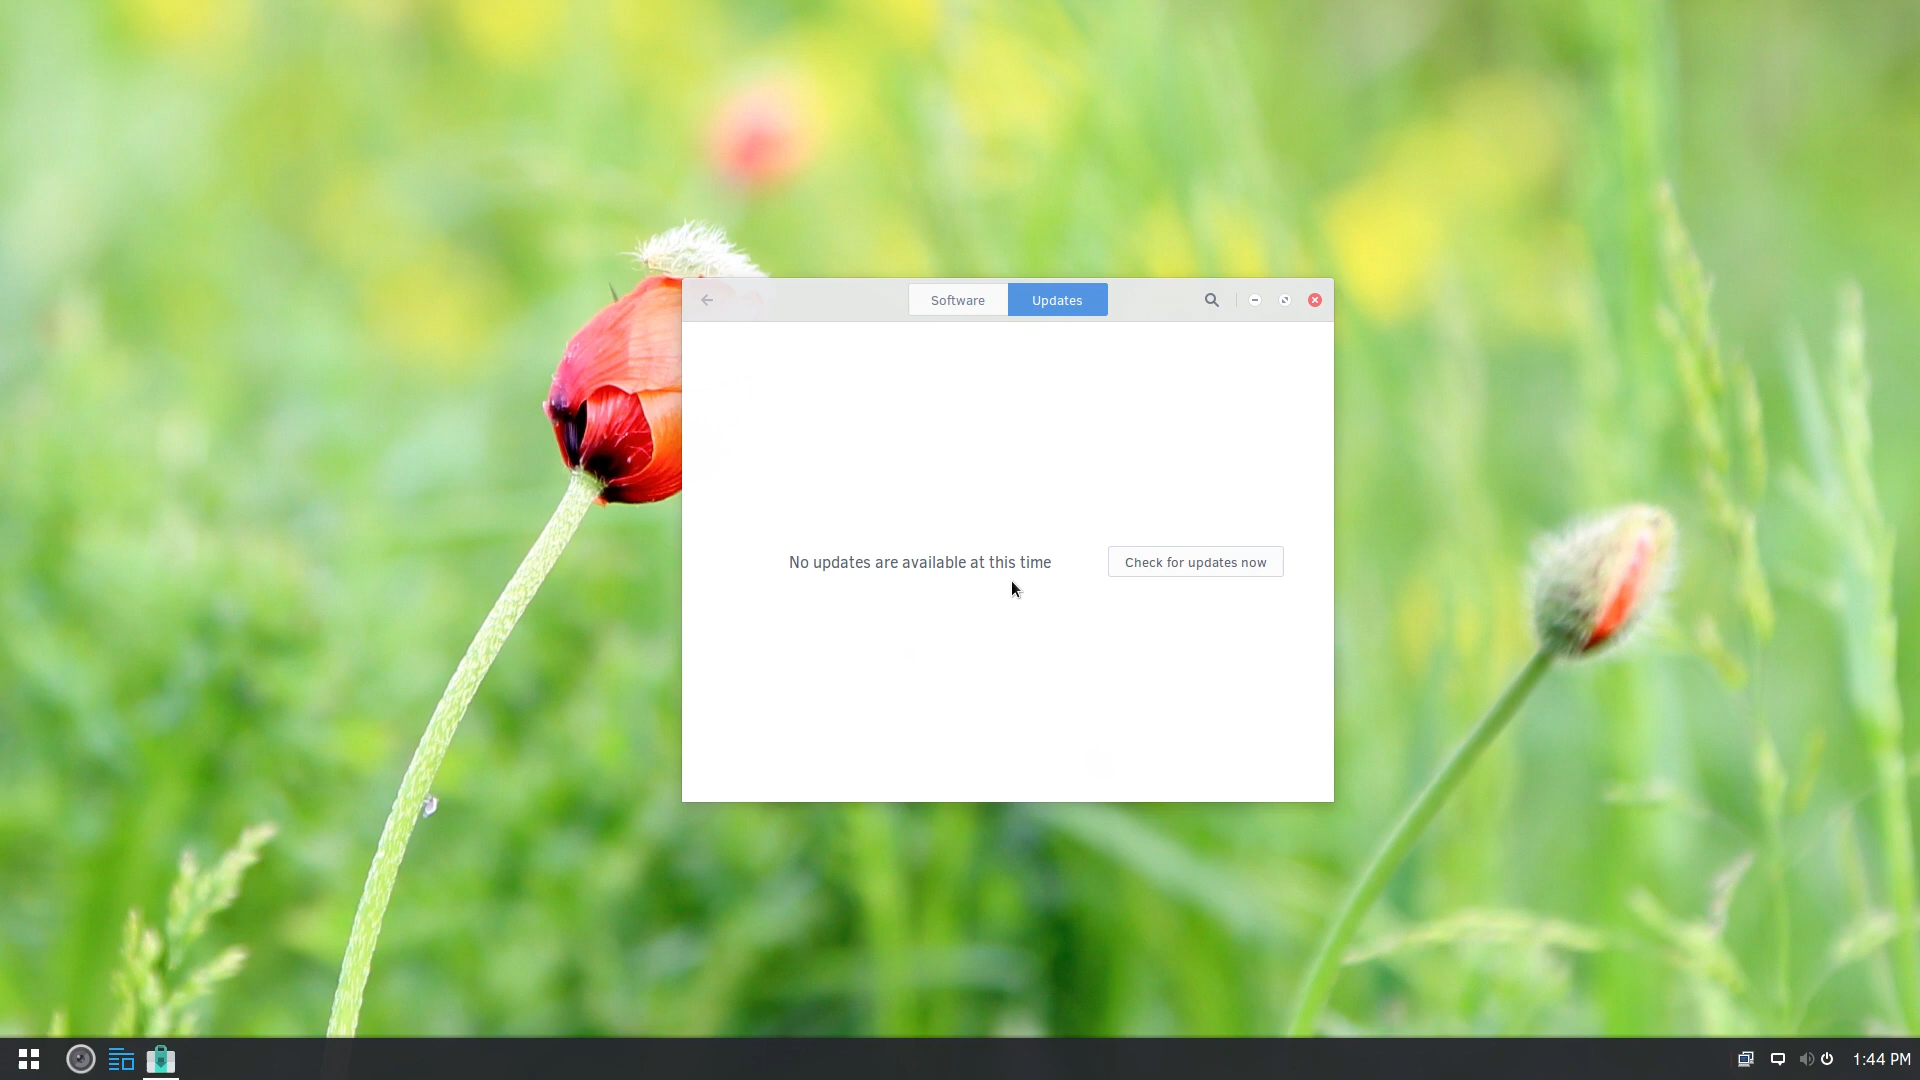 Software Updates
No updates are available at this time Check for updates now
1:44 PM